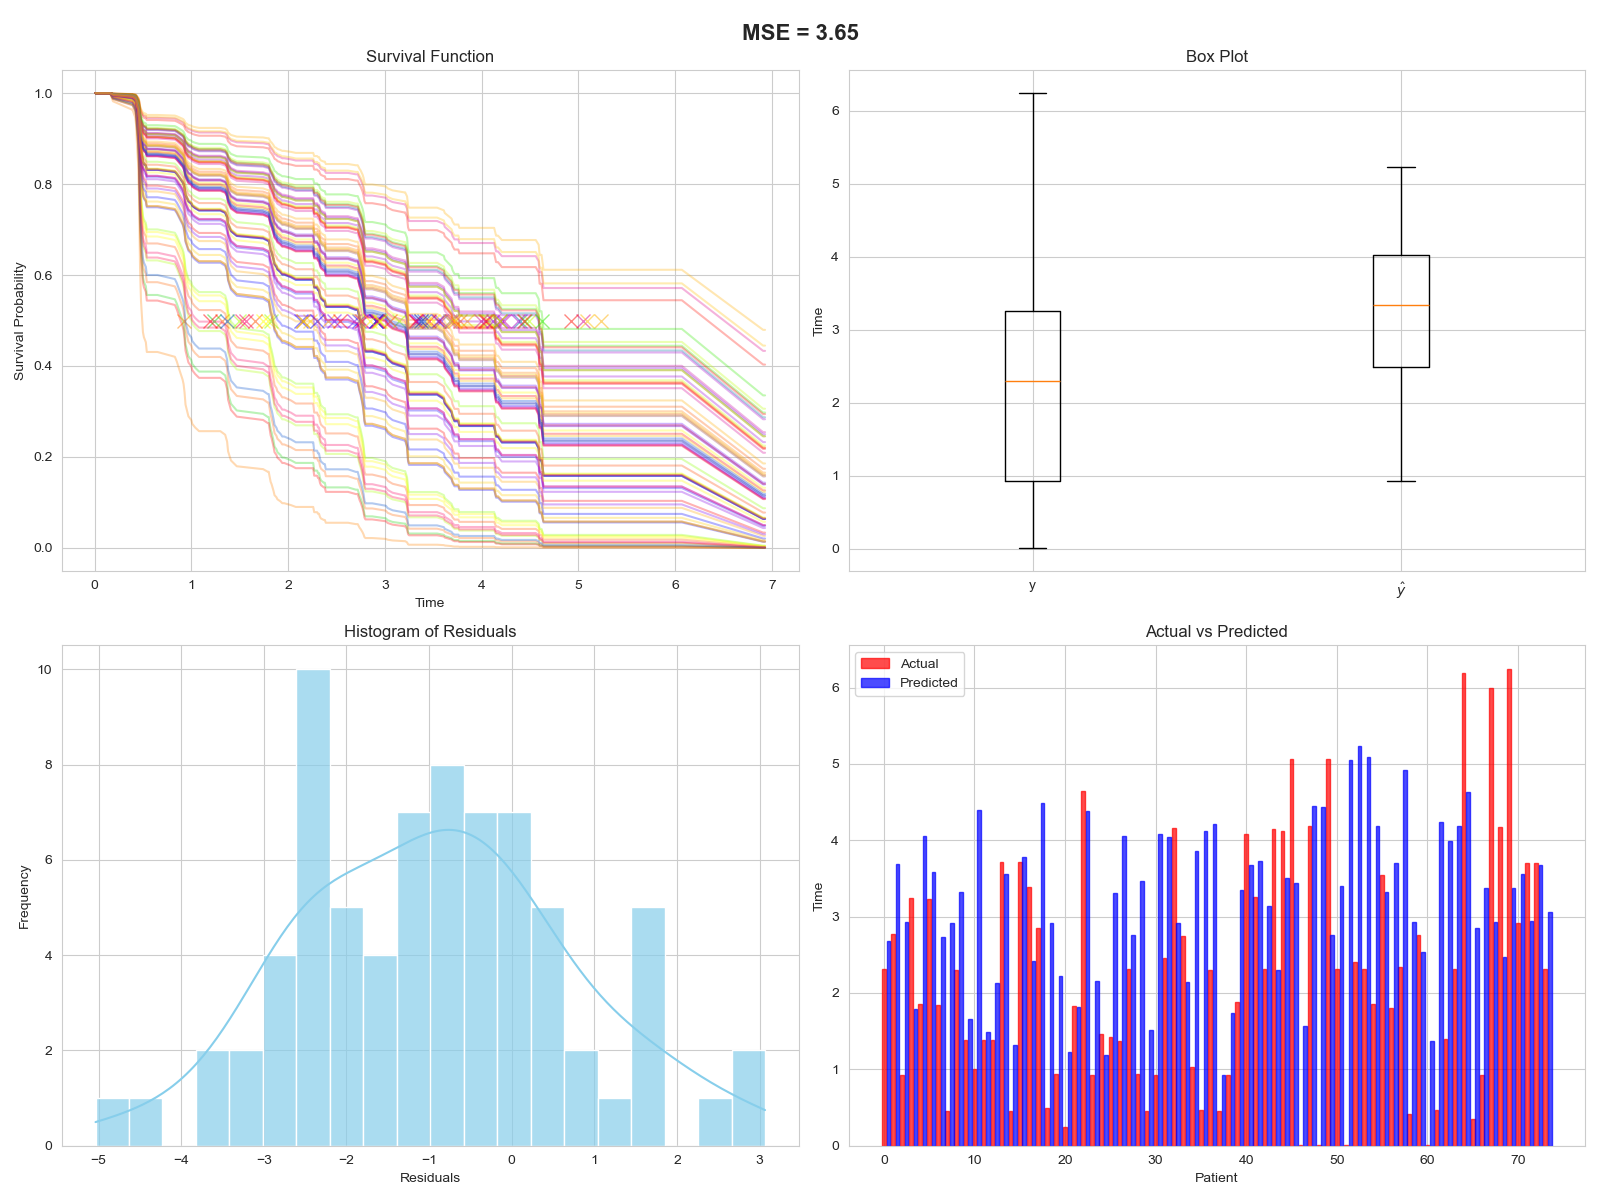 MSE = 3.65
Survival Function
Survival Probability
1.0
0.8
0.6
0.4
0.2
0.0
0 1 2 3 4 5 6 7
Time
Box Plot
Time
6
5
4
3
2
1
0
y ŷ
Histogram of Residuals
Frequency
10
8
6
4
2
0
−5 −4 −3 −2 −1 0 1 2 3
Residuals
Actual vs Predicted
Actual
Predicted
Time
6
5
4
3
2
1
0
0 10 20 30 40 50 60 70
Patient